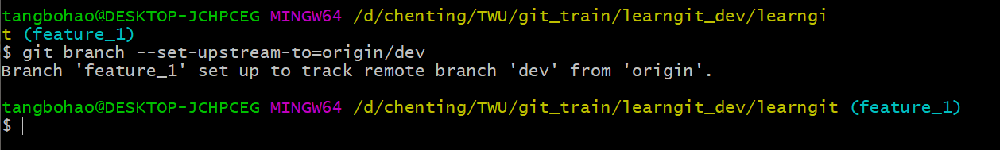 tangbohao@DESKTOP-JCHPCEG MINGW64 /d/chenting/TWU/git_train/learngit_dev/learngi
t (feature_1)
$ git branch --set-upstream-to=origin/dev
Branch 'feature_1' set up to track remote branch 'dev' from 'origin'.
tangbohao@DESKTOP-JCHPCEG MINGW64 /d/chenting/TWU/git_train/learngit_dev/learngit (feature_1)
$